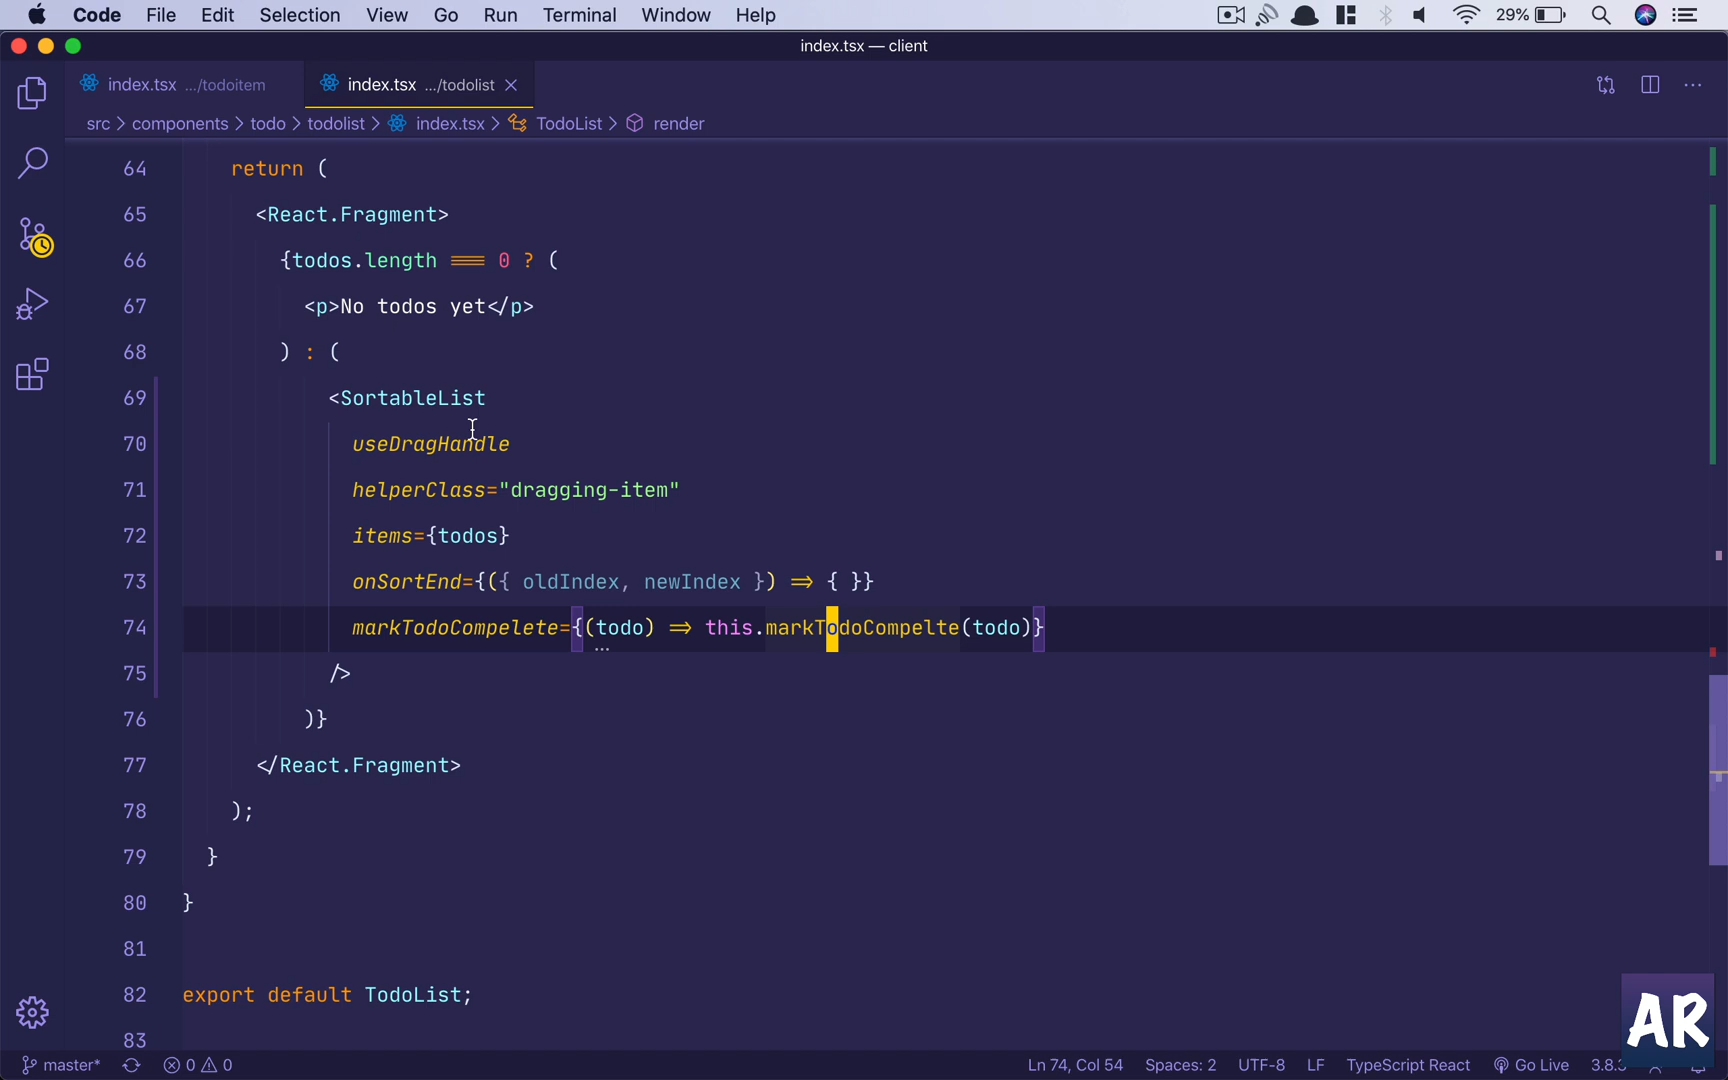 Code File Edit Selection View Go Run Terminal Window Help 29%
index.tsx — client
index.tsx .../todoitem index.tsx .../todolist
src > components > todo > todolist > index.tsx > TodoList > render
64 return (
65 <React.Fragment>
66 {todos.length === 0 ? (
67 <p>No todos yet</p>
68 ) : (
69 <SortableList
70 useDragHandle
71 helperClass="dragging-item"
72 items={todos}
73 onSortEnd={({ oldIndex, newIndex }) => { }}
74 markTodoCompelete={(todo) => this.markTodoCompelte(todo)}
75 />
76 )}
77 </React.Fragment>
78 );
79 }
80 }
81
82 export default TodoList;
83
AR
master* 0 0 Ln 74, Col 54 Spaces: 2 UTF-8 LF TypeScript React Go Live 3.8.